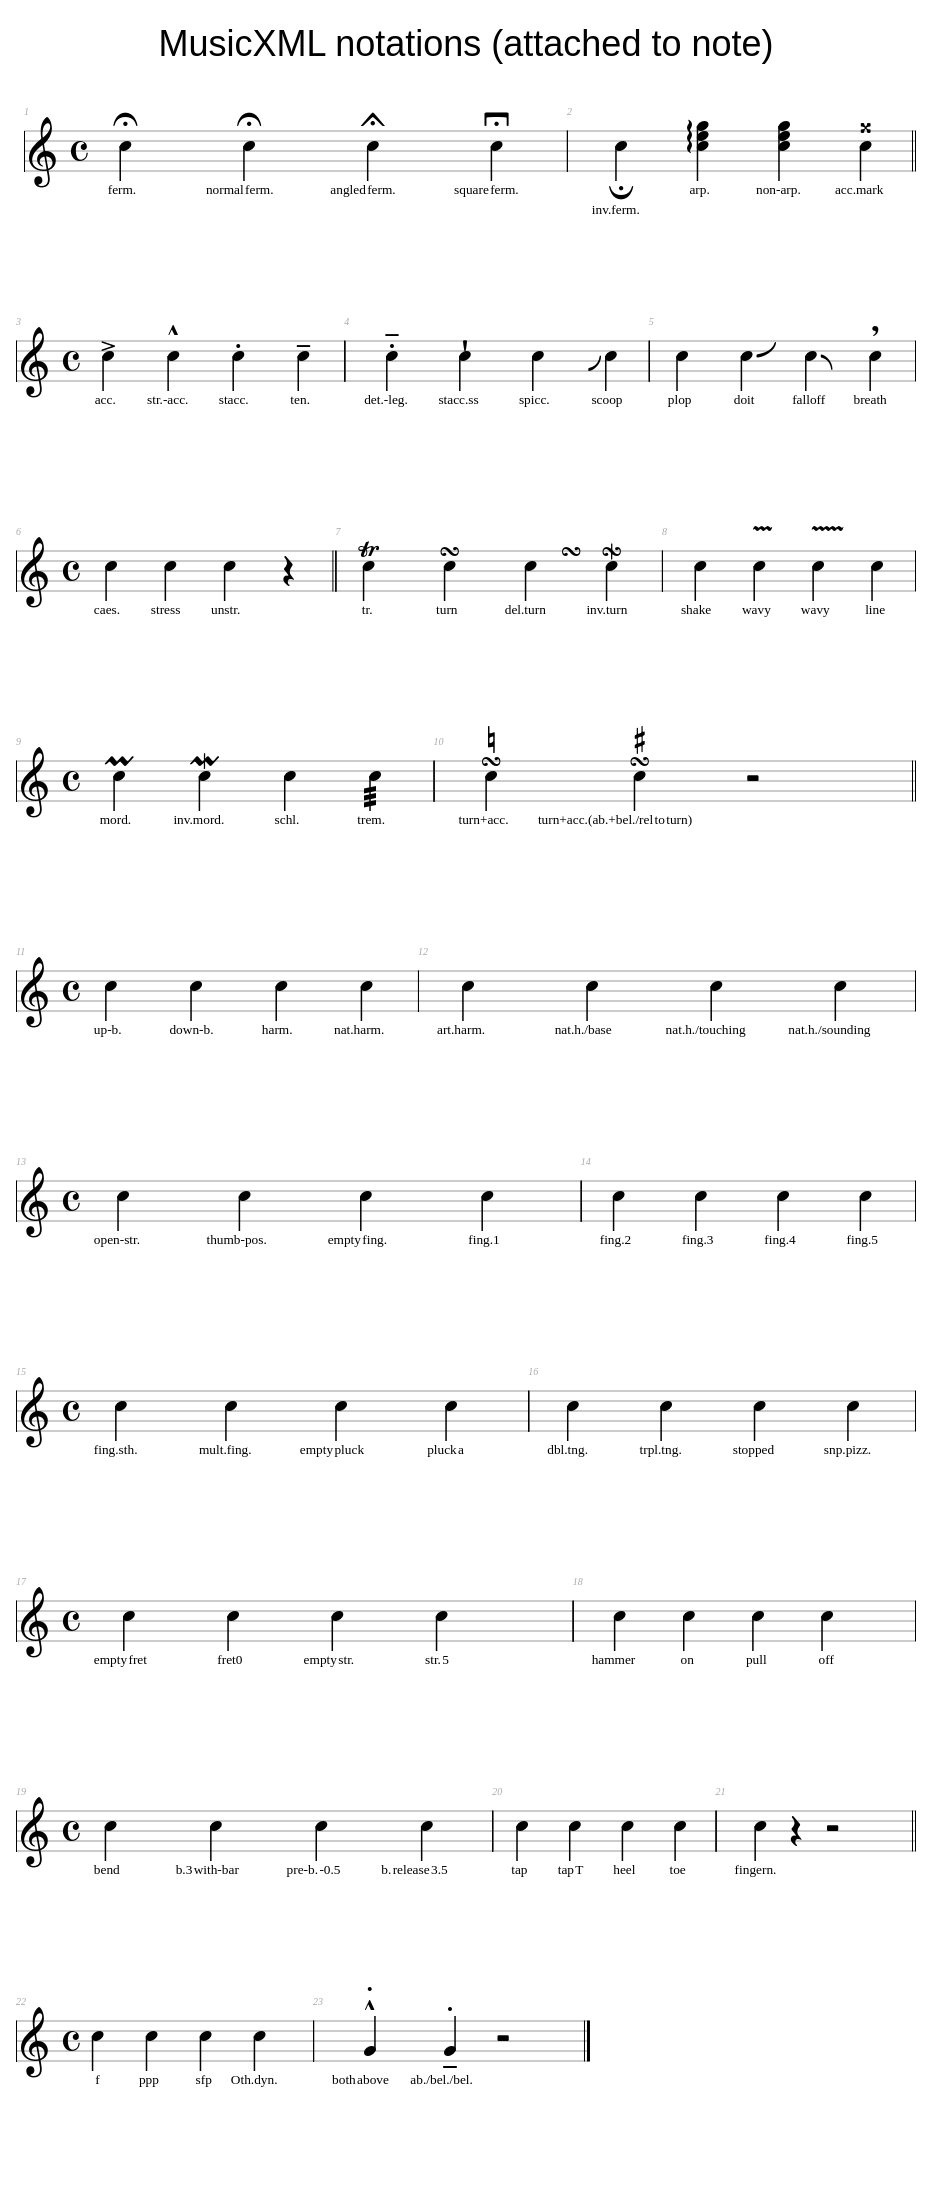 MusicXML notations (attached to note)
1 2
ferm. normal ferm. angled ferm. square ferm. arp. non-arp. acc.mark
inv.ferm.
3 4 5
acc. str.-acc. stacc. ten. det.-leg. stacc.ss spicc. scoop plop doit falloff breath
6 7 8
caes. stress unstr. tr. turn del.turn inv.turn shake wavy wavy line
9 10
mord. inv.mord. schl. trem. turn+acc. turn+acc.(ab.+bel./rel to turn)
11 12
up-b. down-b. harm. nat.harm. art.harm. nat.h./base nat.h./touching nat.h./sounding
13 14
open-str. thumb-pos. empty fing. fing.1 fing.2 fing.3 fing.4 fing.5
15 16
fing.sth. mult.fing. empty pluck pluck a dbl.tng. trpl.tng. stopped snp.pizz.
17 18
empty fret fret0 empty str. str. 5 hammer on pull off
19 20 21
bend b.3 with-bar pre-b. -0.5 b. release 3.5 tap tap T heel toe fingern.
22 23
f ppp sfp Oth.dyn. both above ab./bel./bel.